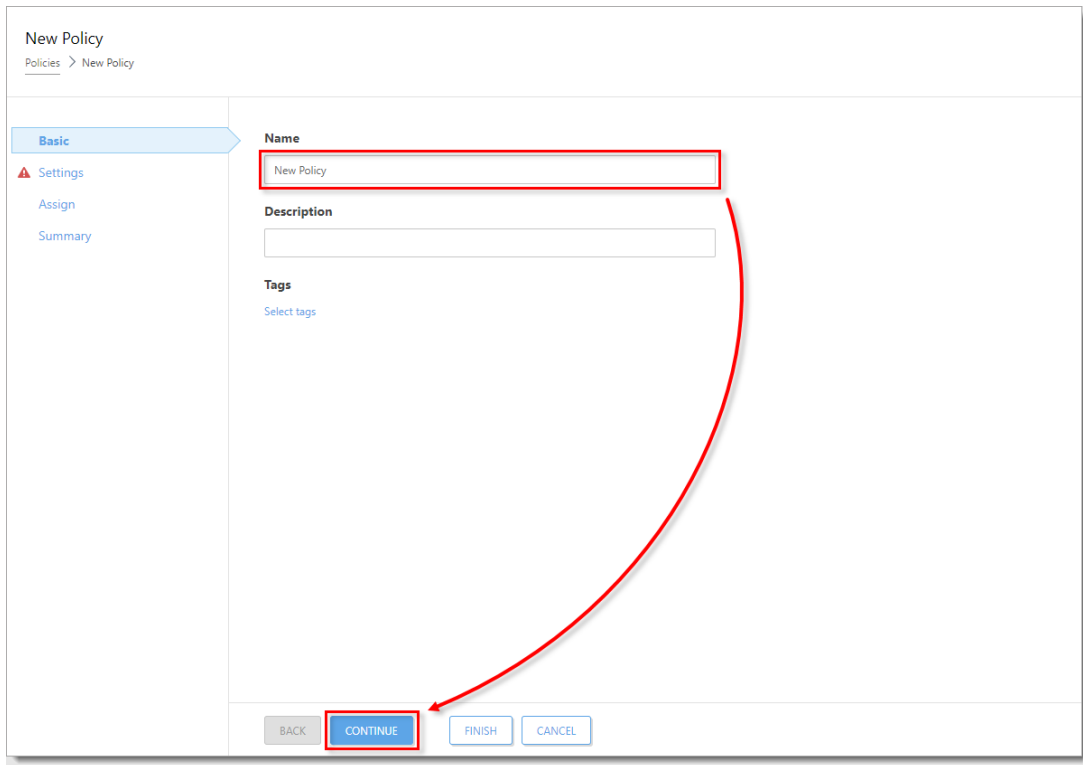 New Policy
Policies > New Policy
Basic
Settings
Assign
Summary
Name
New Policy
Description
Tags
Select tags
BACK CONTINUE FINISH CANCEL